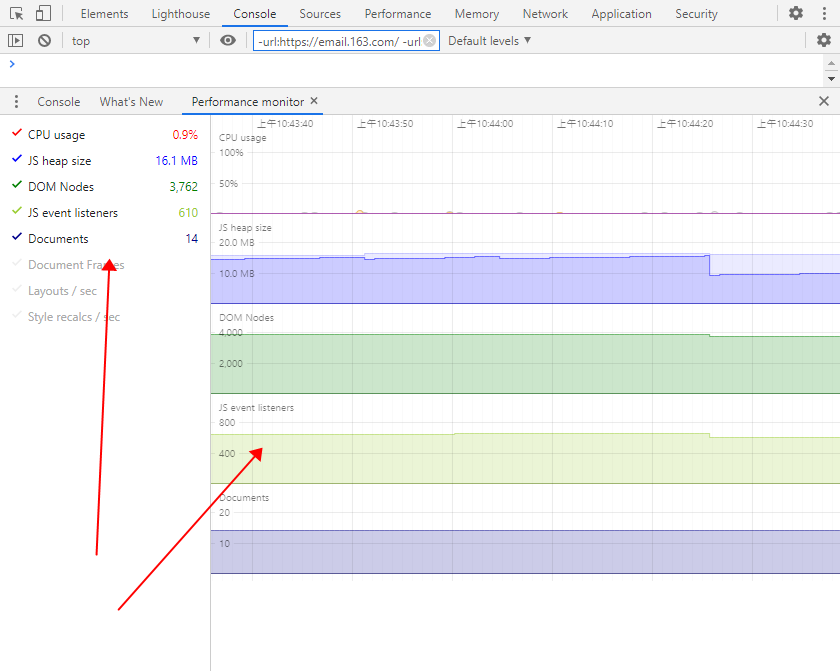 Elements Lighthouse Console Sources Performance Memory Network Application Security
top -url:https://email.163.com/ -url Default levels
Console What's New Performance monitor
上午10:43:40 上午10:43:50 上午10:44:00 上午10:44:10 上午10:44:20 上午10:44:30
CPU usage 0.9%
JS heap size 16.1 MB
DOM Nodes 3,762
JS event listeners 610
Documents 14
Document Frames
Layouts / sec
Style recalcs / sec
CPU usage
100%
50%
JS heap size
20.0 MB
10.0 MB
DOM Nodes
4,000
2,000
JS event listeners
800
400
Documents
20
10